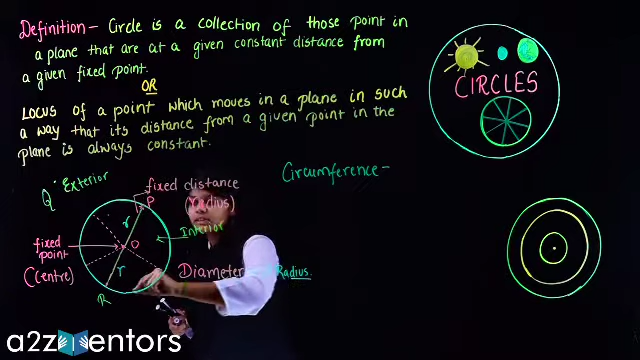 Definition- Circle is a collection of those point in
a plane that are at a given constant distance from
a given fixed point.
OR
Locus of a point which moves in a plane in such
a way that its distance from a given point in the
plane is always constant.
CIRCLES
Circumference-
Q Exterior
fixed distance
(radius)
P
r
Interior
fixed
point
(Centre)
O
r
R
Diameter
Radius.
a2z mentors